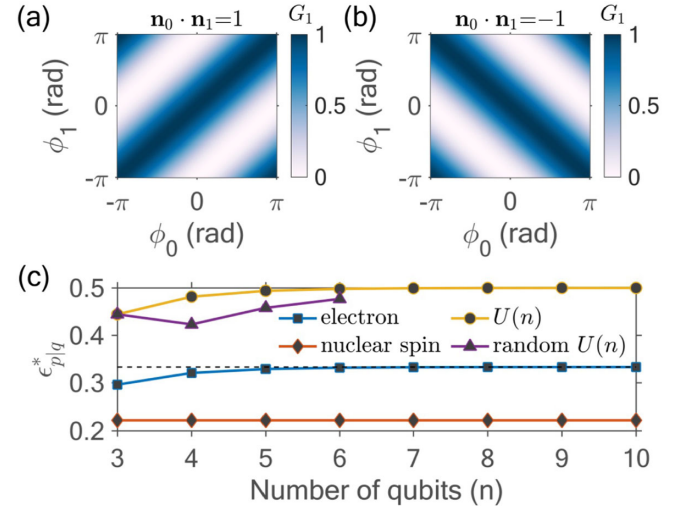 (a) n₀ · n₁=1 G₁
π 1
ϕ₁ (rad) 0 0.5
-π 0
-π 0 π
ϕ₀ (rad)
(b) n₀ · n₁=−1 G₁
π 1
ϕ₁ (rad) 0 0.5
-π 0
-π 0 π
ϕ₀ (rad)
(c)
ϵ*ₚ|q
0.5
0.4
0.3
0.2
electron U(n)
nuclear spin random U(n)
3 4 5 6 7 8 9 10
Number of qubits (n)